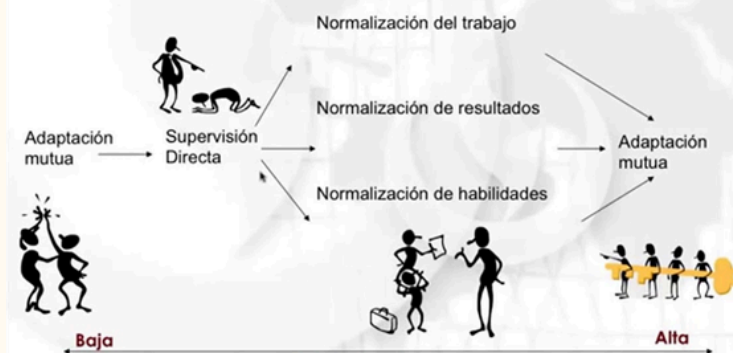 Normalización del trabajo
Normalización de resultados
Adaptación
mutua
Supervisión
Directa
Adaptación
mutua
Normalización de habilidades
Baja
Alta